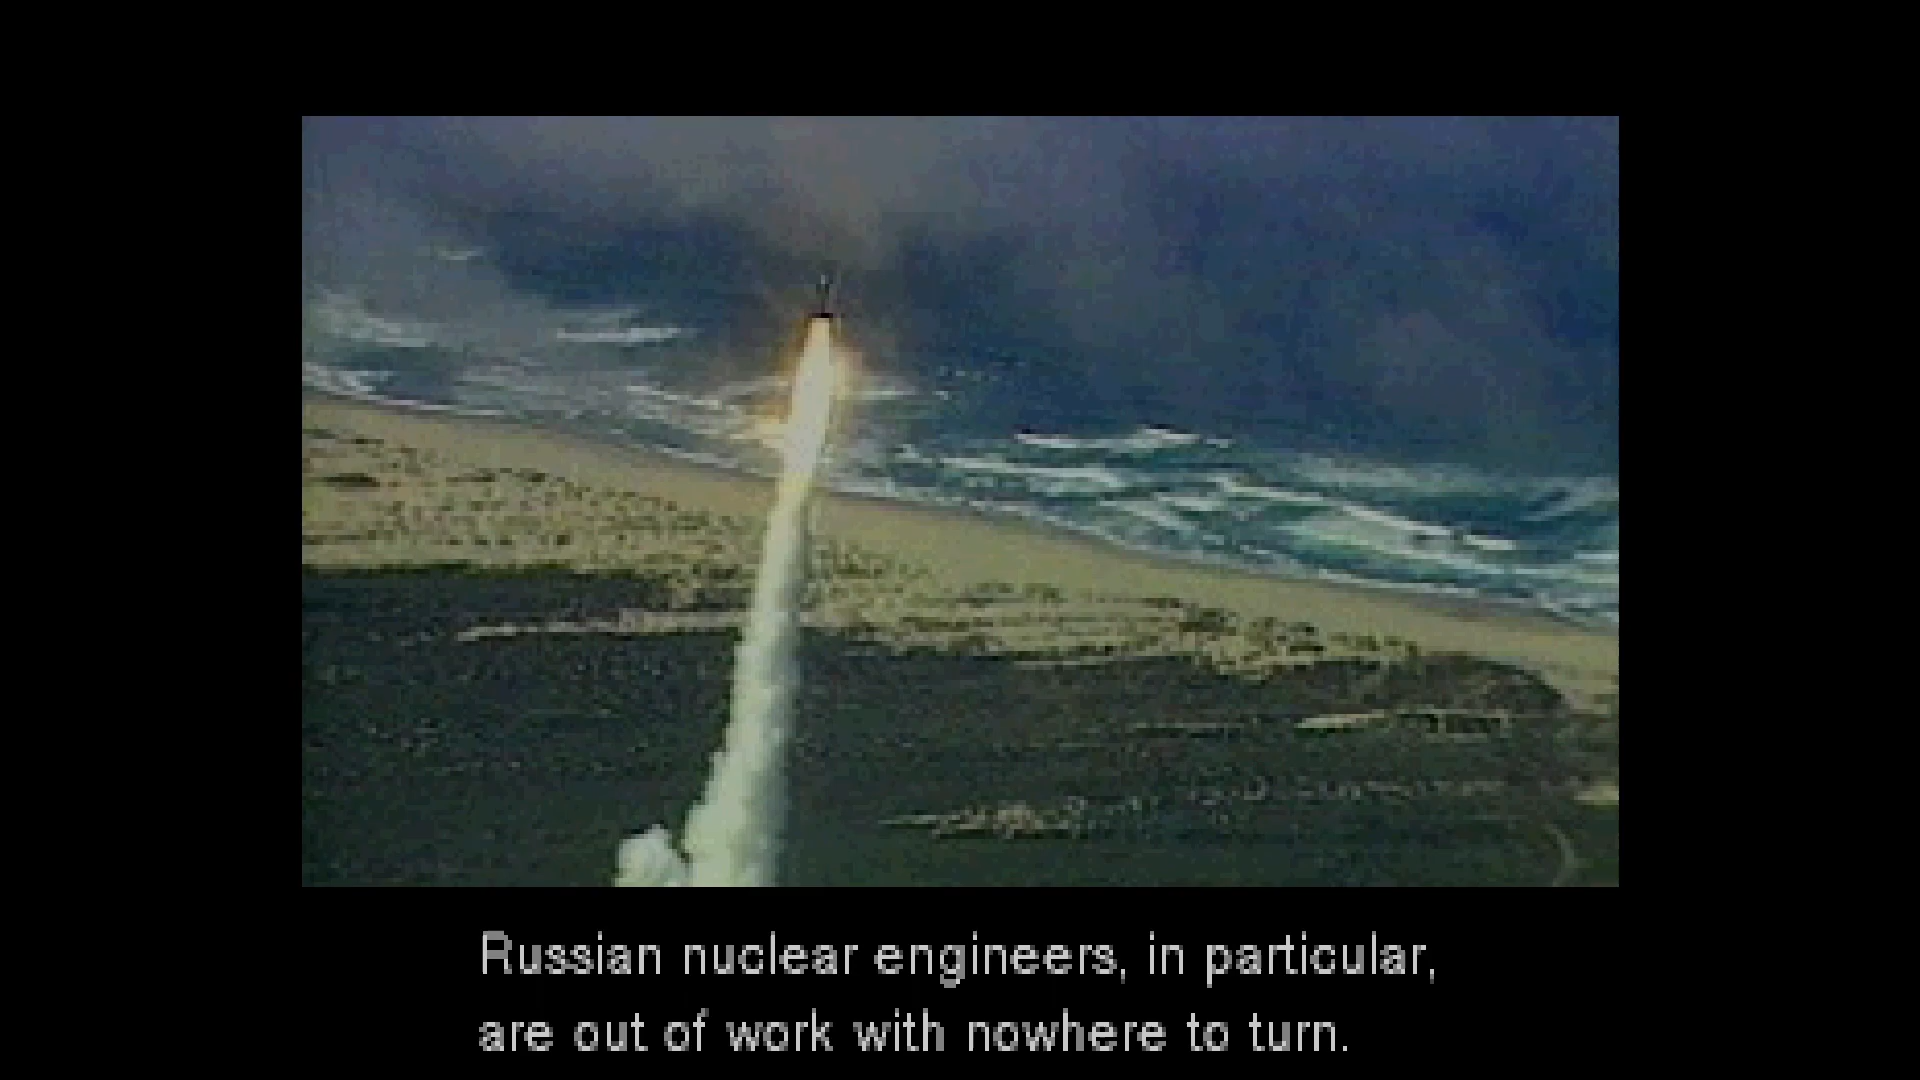 Russian nuclear engineers, in particular,
are out of work with nowhere to turn.